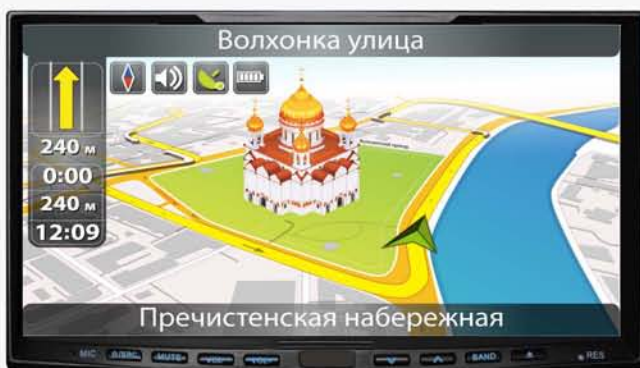 Волхонка улица
240 м
0:00
240 м
12:09
Пречистенская набережная
MIC
MUTE
BAND
RES